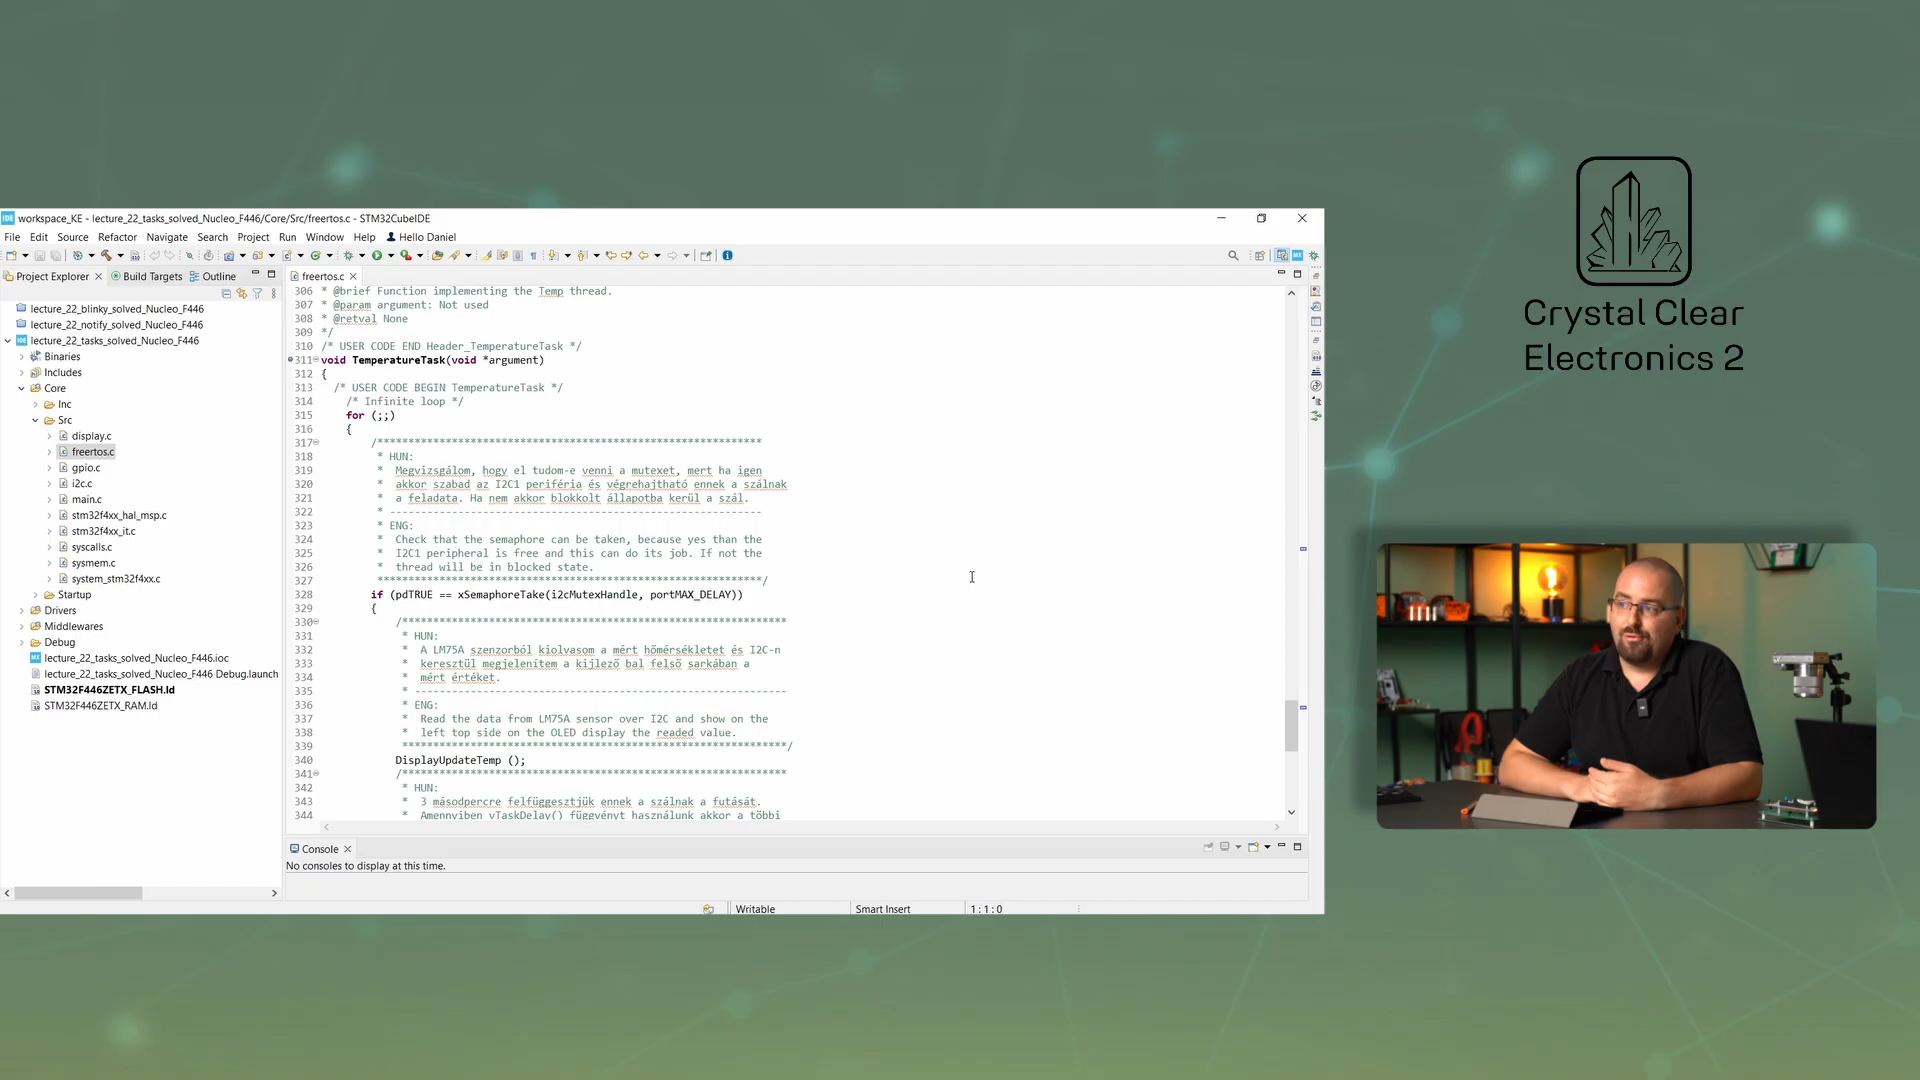 IDE workspace_KE - lecture_22_tasks_solved_Nucleo_F446/Core/Src/freertos.c - STM32CubeIDE
File Edit Source Refactor Navigate Search Project Run Window Help Hello Daniel
Project Explorer Build Targets Outline
freertos.c
lecture_22_blinky_solved_Nucleo_F446
lecture_22_notify_solved_Nucleo_F446
lecture_22_tasks_solved_Nucleo_F446
Binaries
Includes
Core
Inc
Src
display.c
freertos.c
gpio.c
i2c.c
main.c
stm32f4xx_hal_msp.c
stm32f4xx_it.c
syscalls.c
sysmem.c
system_stm32f4xx.c
Startup
Drivers
Middlewares
Debug
lecture_22_tasks_solved_Nucleo_F446.ioc
lecture_22_tasks_solved_Nucleo_F446 Debug.launch
STM32F446ZETX_FLASH.ld
STM32F446ZETX_RAM.ld
306 * @brief Function implementing the Temp thread.
307 * @param argument: Not used
308 * @retval None
309 */
310 /* USER CODE END Header_TemperatureTask */
311 void TemperatureTask(void *argument)
312 {
313 /* USER CODE BEGIN TemperatureTask */
314 /* Infinite loop */
315 for (;;)
316 {
317 /**************************************************************
318 * HUN:
319 * Megvizsgálom, hogy el tudom-e venni a mutexet, mert ha igen
320 * akkor szabad az I2C1 periféria és végrehajtható ennek a szálnak
321 * a feladata. Ha nem akkor blokkolt állapotba kerül a szál.
322 * -------------------------------------------------------------
323 * ENG:
324 * Check that the semaphore can be taken, because yes than the
325 * I2C1 peripheral is free and this can do its job. If not the
326 * thread will be in blocked state.
327 **************************************************************/
328 if (pdTRUE == xSemaphoreTake(i2cMutexHandle, portMAX_DELAY))
329 {
330 /**************************************************************
331 * HUN:
332 * A LM75A szenzorból kiolvasom a mért hőmérsékletet és I2C-n
333 * keresztül megjelenítem a kijlező bal felső sarkában a
334 * mért értéket.
335 * -------------------------------------------------------------
336 * ENG:
337 * Read the data from LM75A sensor over I2C and show on the
338 * left top side on the OLED display the readed value.
339 **************************************************************/
340 DisplayUpdateTemp ();
341 /**************************************************************
342 * HUN:
343 * 3 másodpercre felfüggesztjük ennek a szálnak a futását.
344 * Amennyiben vTaskDelay() függvényt használunk akkor a többi
Console
No consoles to display at this time.
Writable Smart Insert 1 : 1 : 0
Crystal Clear
Electronics 2